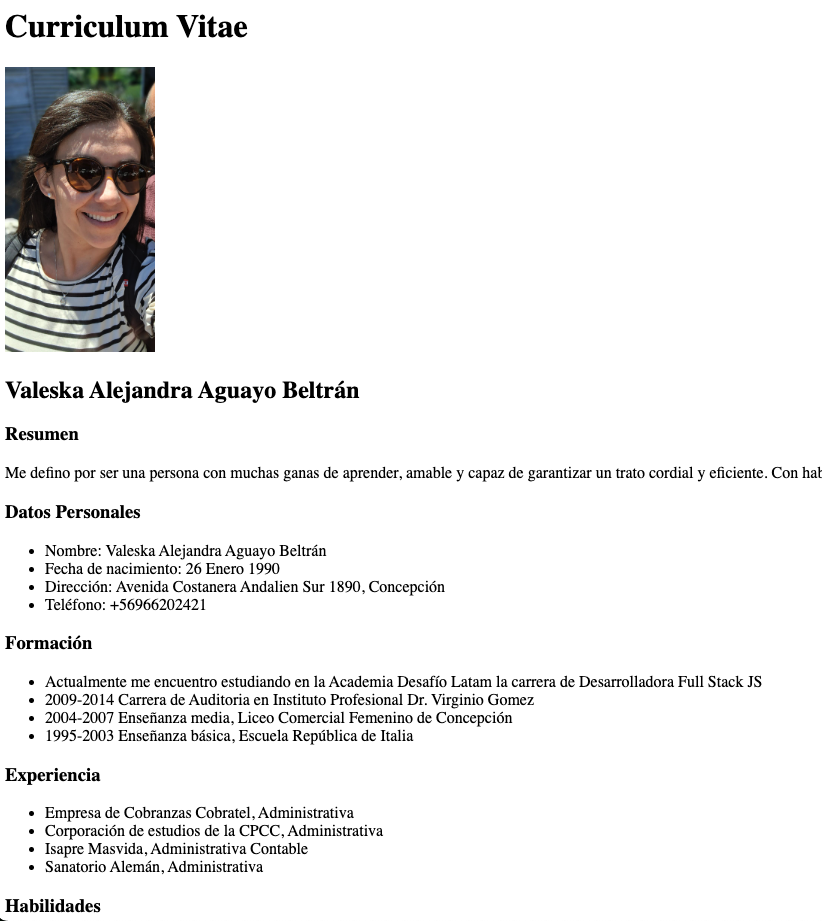 Curriculum Vitae
Valeska Alejandra Aguayo Beltrán
Resumen
Me defino por ser una persona con muchas ganas de aprender, amable y capaz de garantizar un trato cordial y eficiente. Con
Datos Personales
Nombre: Valeska Alejandra Aguayo Beltrán
Fecha de nacimiento: 26 Enero 1990
Dirección: Avenida Costanera Andalien Sur 1890, Concepción
Teléfono: +56966202421
Formación
Actualmente me encuentro estudiando en la Academia Desafío Latam la carrera de Desarrolladora Full Stack JS
2009-2014 Carrera de Auditoria en Instituto Profesional Dr. Virginio Gomez
2004-2007 Enseñanza media, Liceo Comercial Femenino de Concepción
1995-2003 Enseñanza básica, Escuela República de Italia
Experiencia
Empresa de Cobranzas Cobratel, Administrativa
Corporación de estudios de la CPCC, Administrativa
Isapre Masvida, Administrativa Contable
Sanatorio Alemán, Administrativa
Habilidades